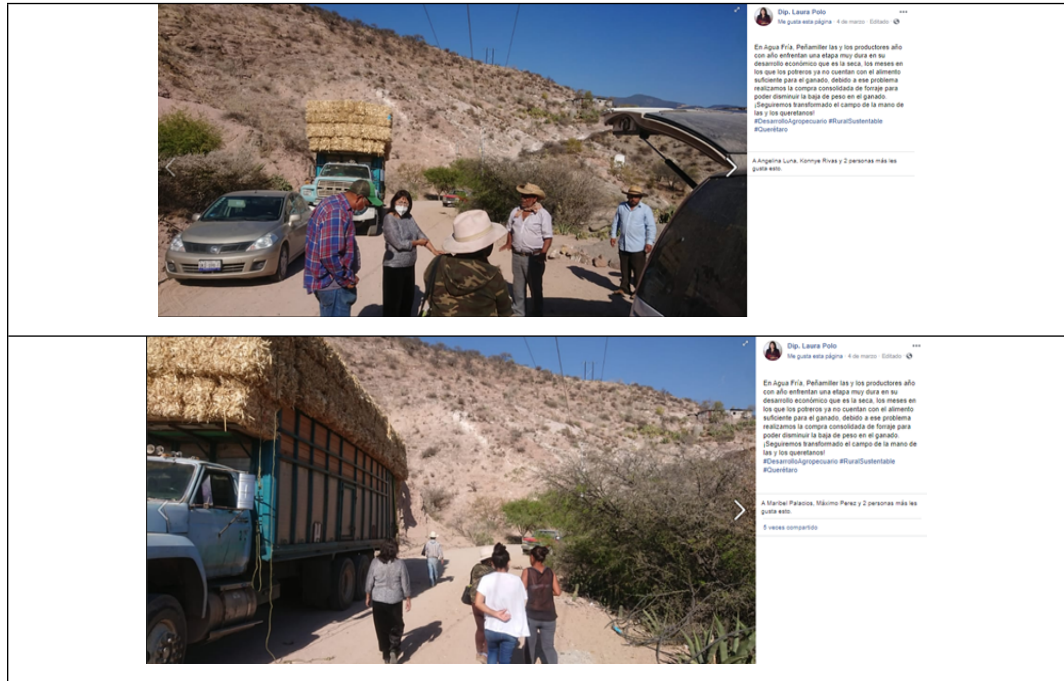 Dip. Laura Polo
Me gusta esta página · 4 de marzo · Editado ·
En Agua Fría, Peñamiller las y los productores año
con año enfrentan una etapa muy dura en su
desarrollo económico que es la seca, los meses en
los que los potreros ya no cuentan con el alimento
suficiente para el ganado, debido a ese problema
realizamos la compra consolidada de forraje para
poder disminuir la baja de peso en el ganado.
¡Seguiremos transformado el campo de la mano de
las y los queretanos!
#DesarrolloAgropecuario #RuralSustentable
#Querétaro
A Angelina Luna, Konnye Rivas y 2 personas más les
gusta esto.
Dip. Laura Polo
Me gusta esta página · 4 de marzo · Editado ·
En Agua Fría, Peñamiller las y los productores año
con año enfrentan una etapa muy dura en su
desarrollo económico que es la seca, los meses en
los que los potreros ya no cuentan con el alimento
suficiente para el ganado, debido a ese problema
realizamos la compra consolidada de forraje para
poder disminuir la baja de peso en el ganado.
¡Seguiremos transformado el campo de la mano de
las y los queretanos!
#DesarrolloAgropecuario #RuralSustentable
#Querétaro
A Maribel Palacios, Máximo Perez y 2 personas más les
gusta esto.
5 veces compartido